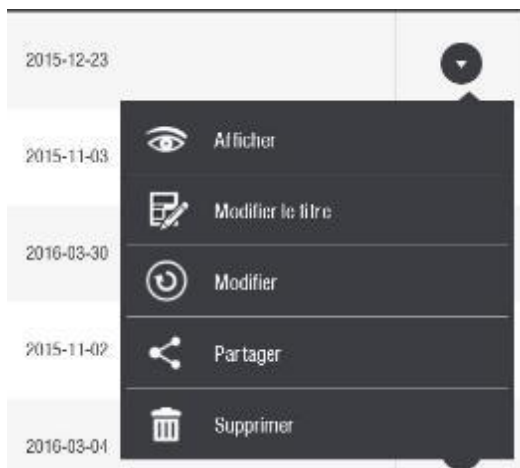 2015-12-23
Afficher
2015-11-03
Modifier le titre
2016-03-30
Modifier
2015-11-02
Partager
Supprimer
2016-03-04